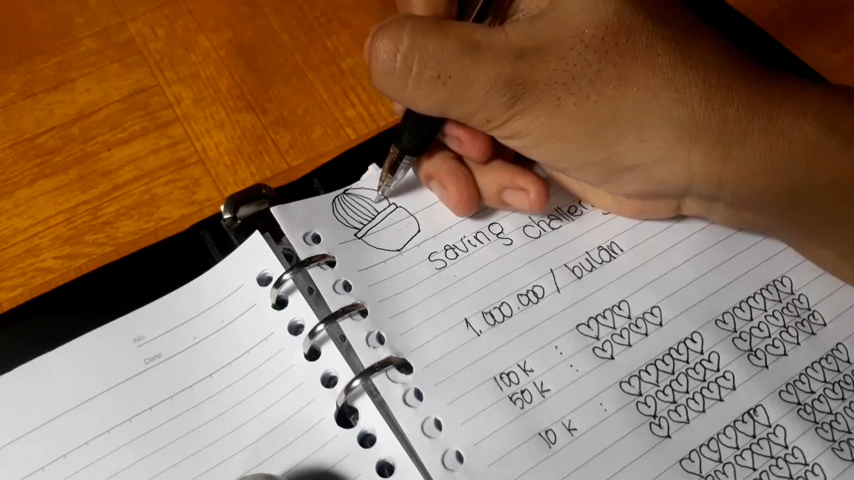 No.
Date
saving
1.000.000 / bulan
100 K :
50 K :
10 K :